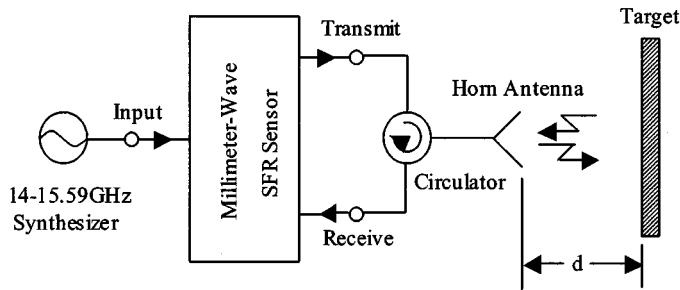 Target
Transmit
Horn Antenna
Input
Millimeter-Wave
SFR Sensor
Circulator
14-15.59GHz
Synthesizer
Receive
d